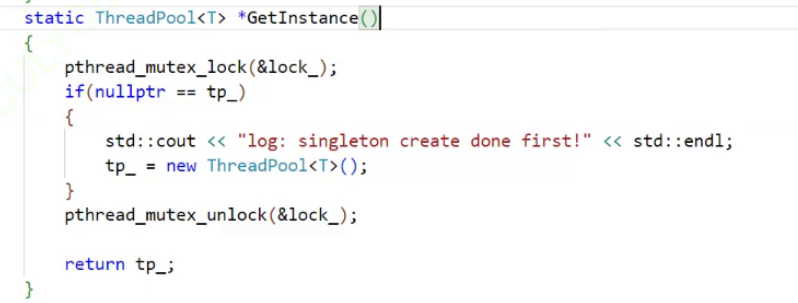 static ThreadPool<T> *GetInstance()
{
    pthread_mutex_lock(&lock_);
    if(nullptr == tp_)
    {
        std::cout << "log: singleton create done first!" << std::endl;
        tp_ = new ThreadPool<T>();
    }
    pthread_mutex_unlock(&lock_);

    return tp_;
}